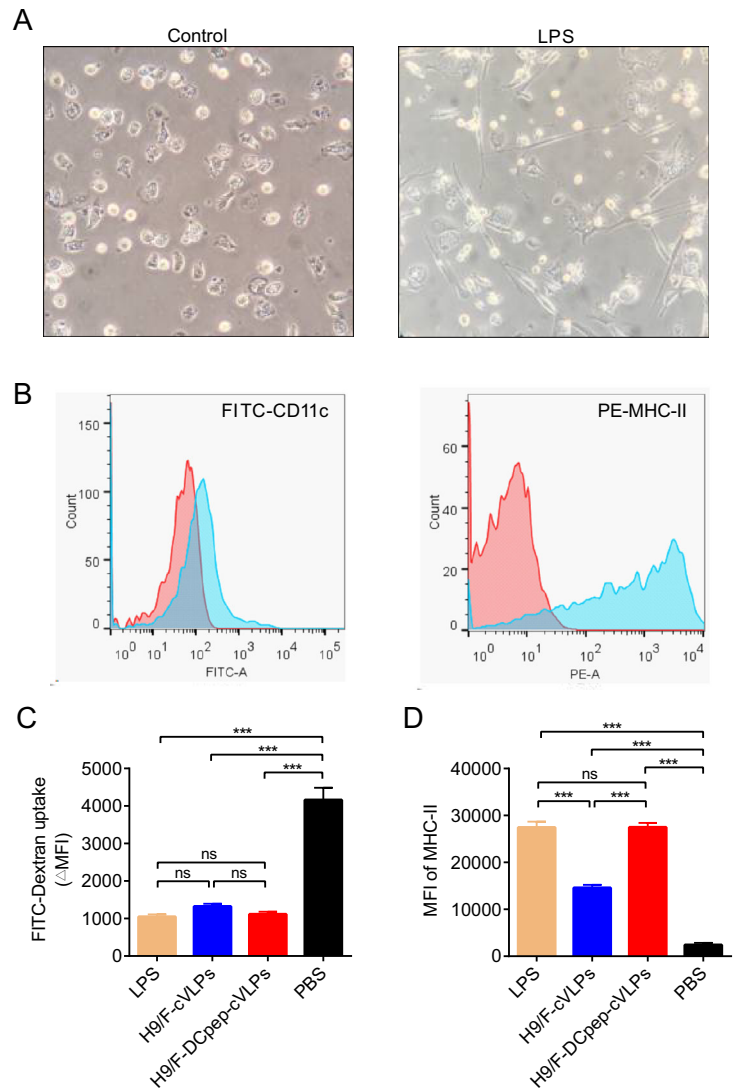 A
Control
LPS
B
FITC-CD11c
PE-MHC-II
150
100
50
0
Count
10^0 10^1 10^2 10^3 10^4 10^5
FITC-A
60
40
20
0
Count
10^0 10^1 10^2 10^3 10^4
PE-A
C
***
***
***
ns
ns ns
5000
4000
3000
2000
1000
0
FITC-Dextran uptake
(△MFI)
LPS
H9/F-cVLPs
H9/F-DCpep-cVLPs
PBS
D
***
***
***
ns
*** ***
40000
30000
20000
10000
0
MFI of MHC-II
LPS
H9/F-cVLPs
H9/F-DCpep-cVLPs
PBS